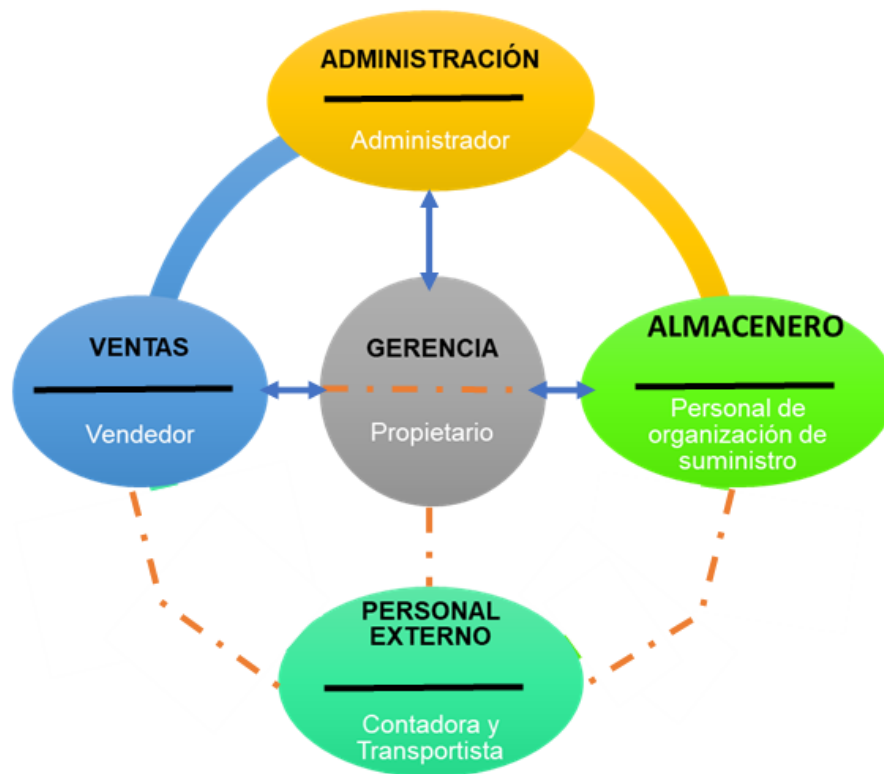 ADMINISTRACIÓN
Administrador
VENTAS
Vendedor
GERENCIA
Propietario
ALMACENERO
Personal de
organización de
suministro
PERSONAL
EXTERNO
Contadora y
Transportista